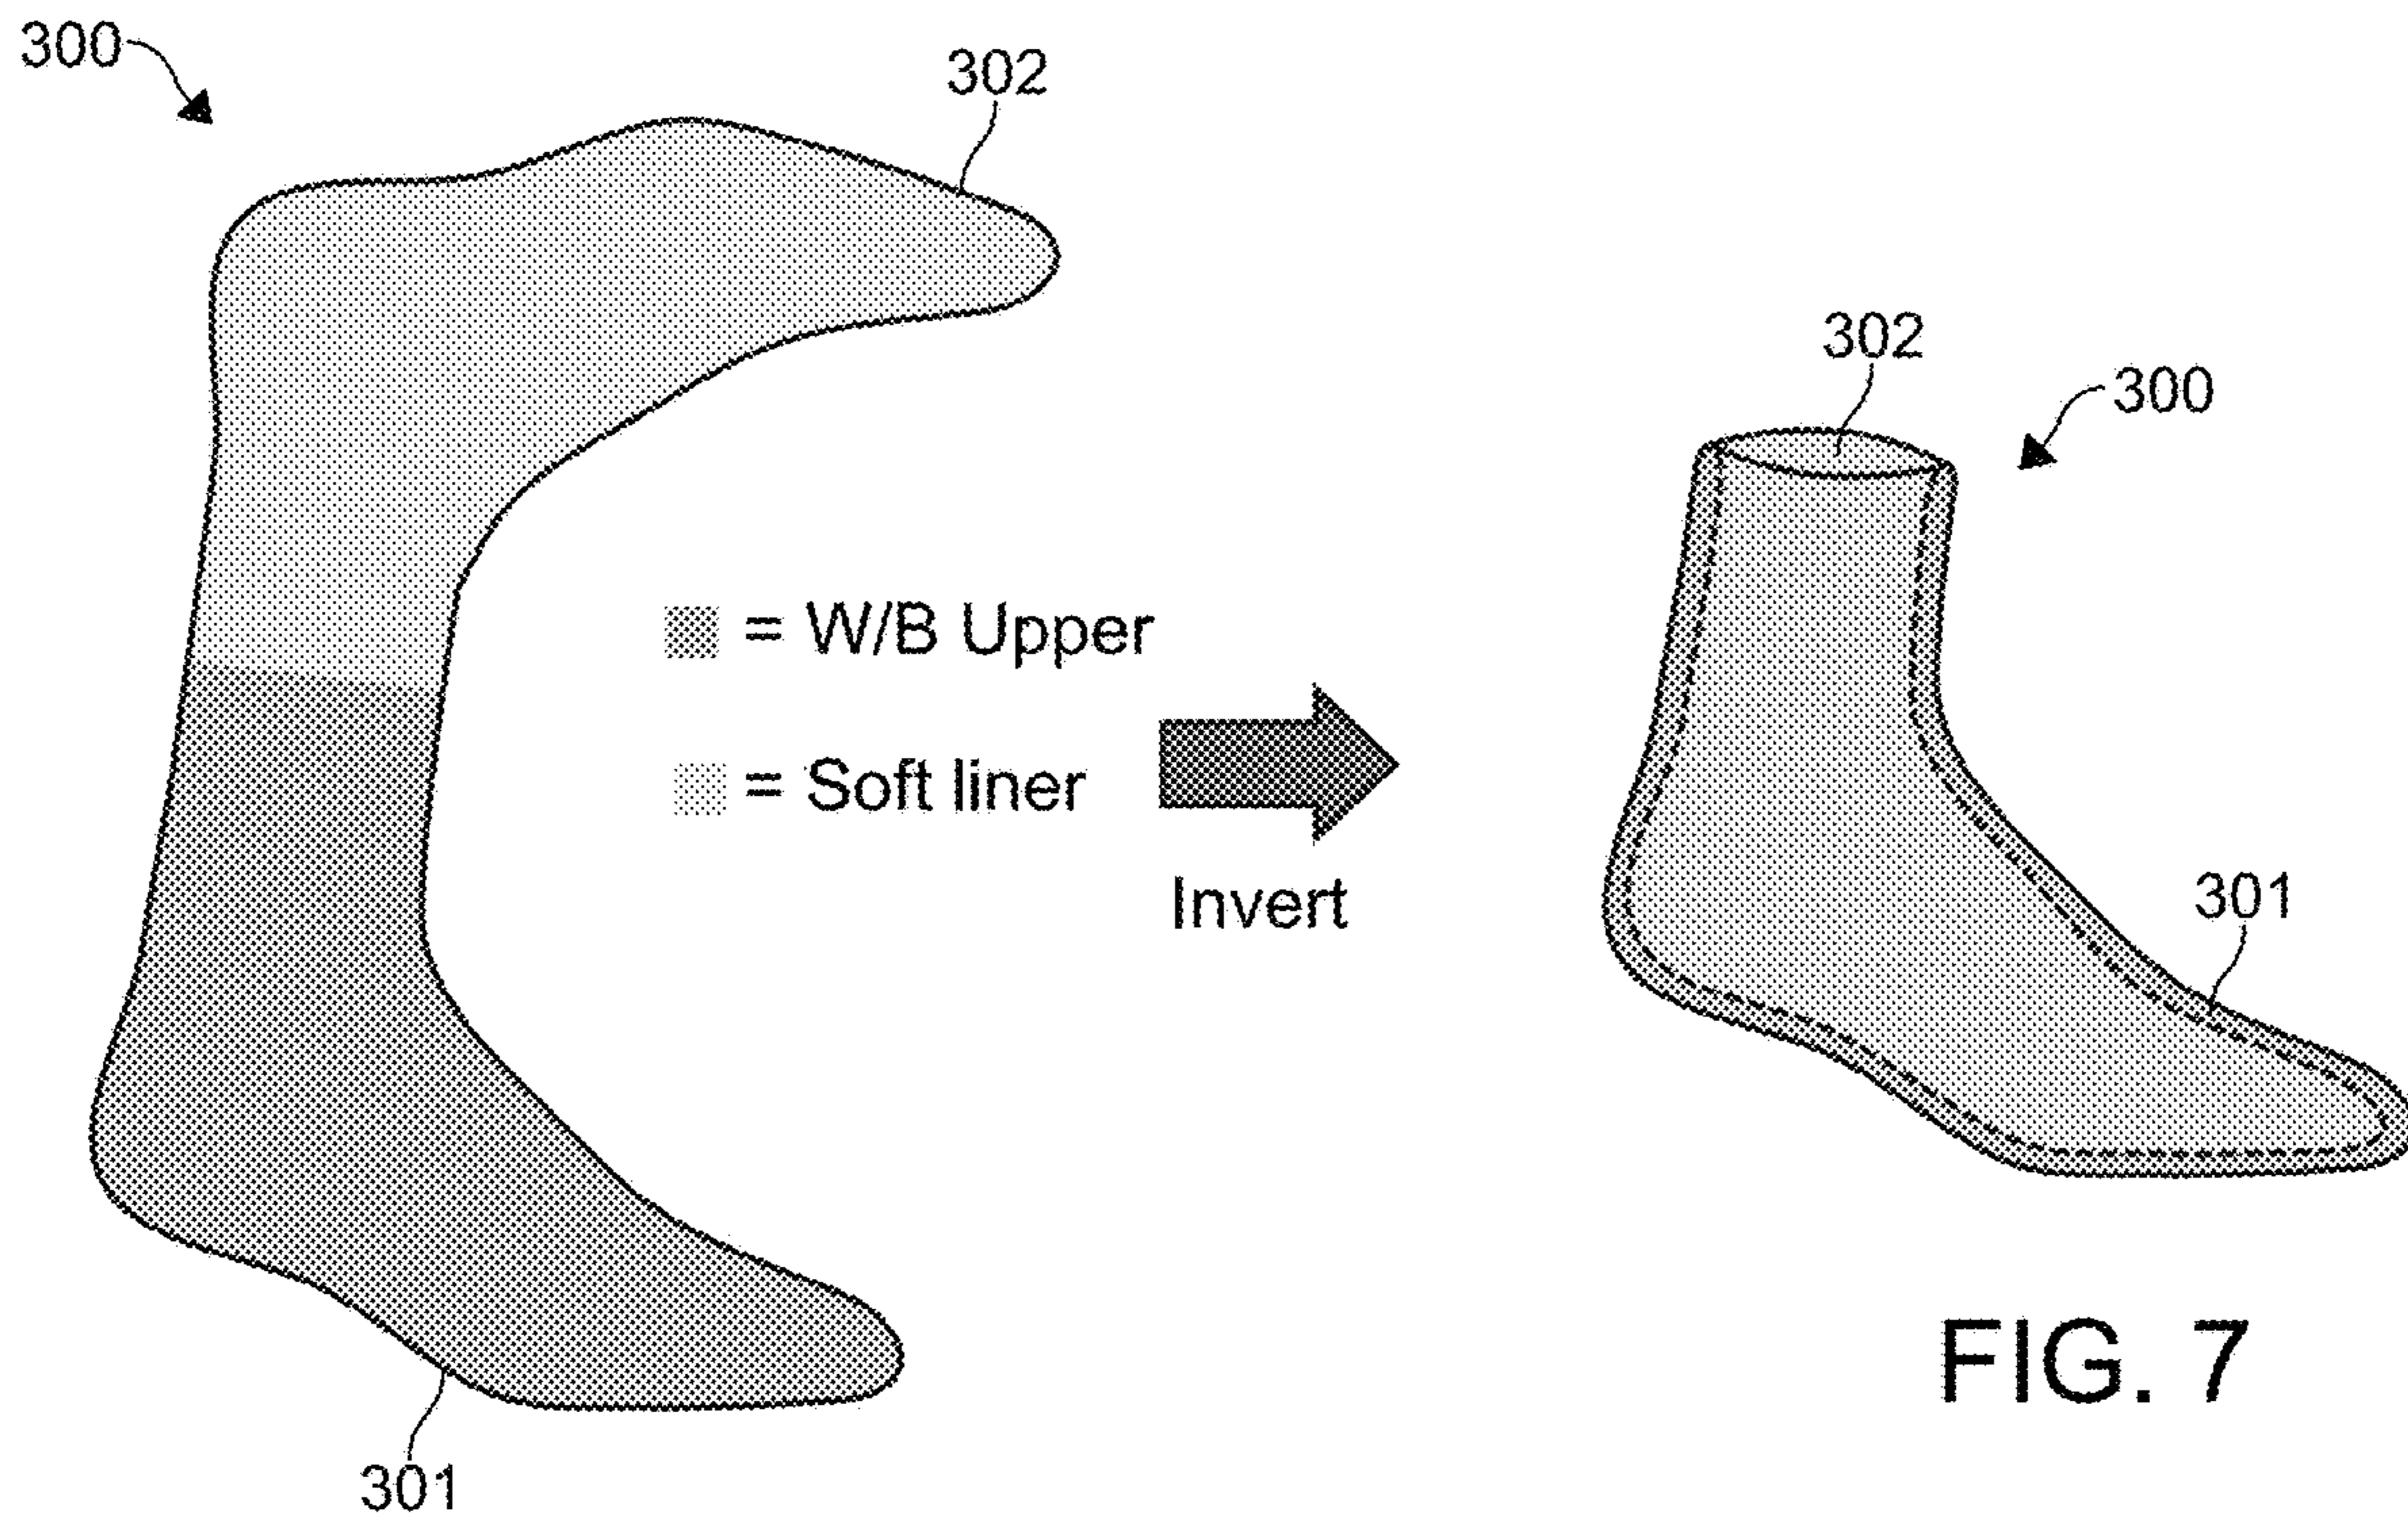 300
302
302
300
= W/B Upper
= Soft liner
Invert
301
FIG. 7
301